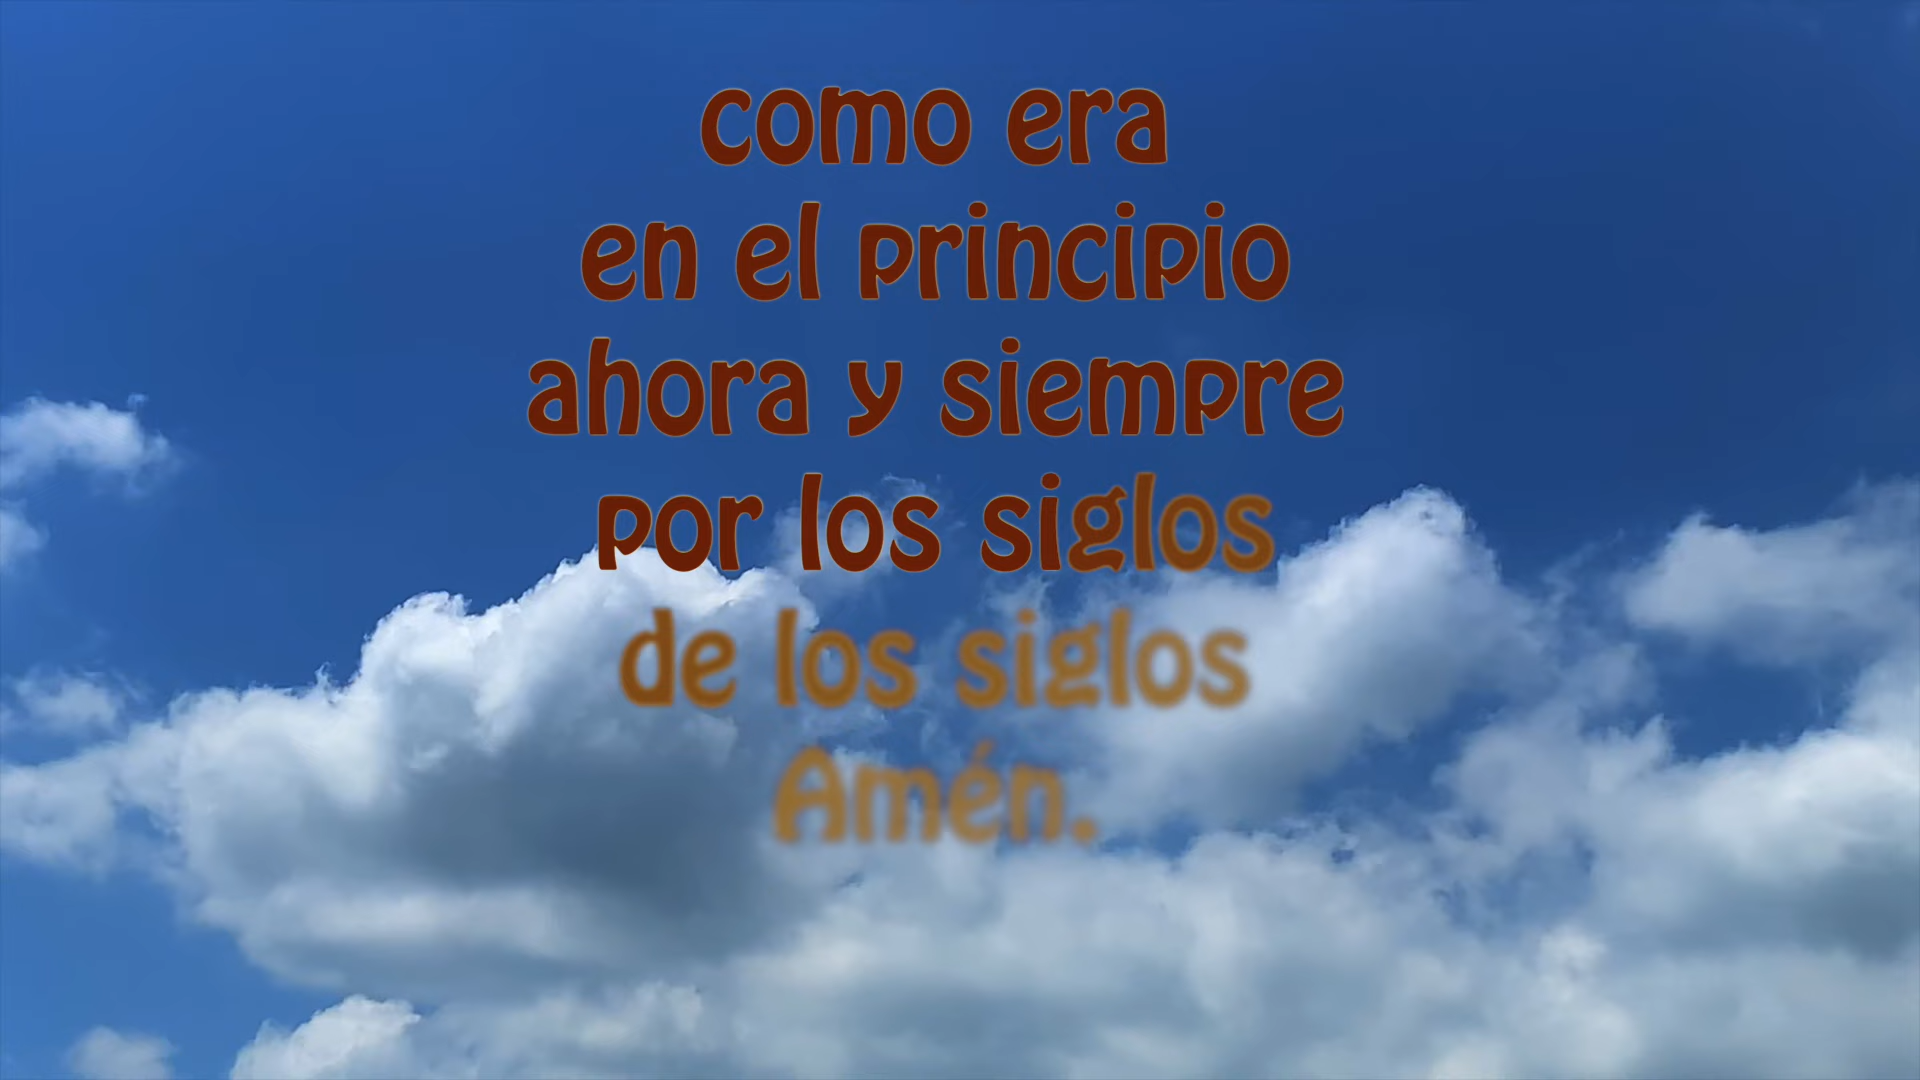 como era
en el principio
ahora y siempre
por los siglos
de los siglos
Amén.